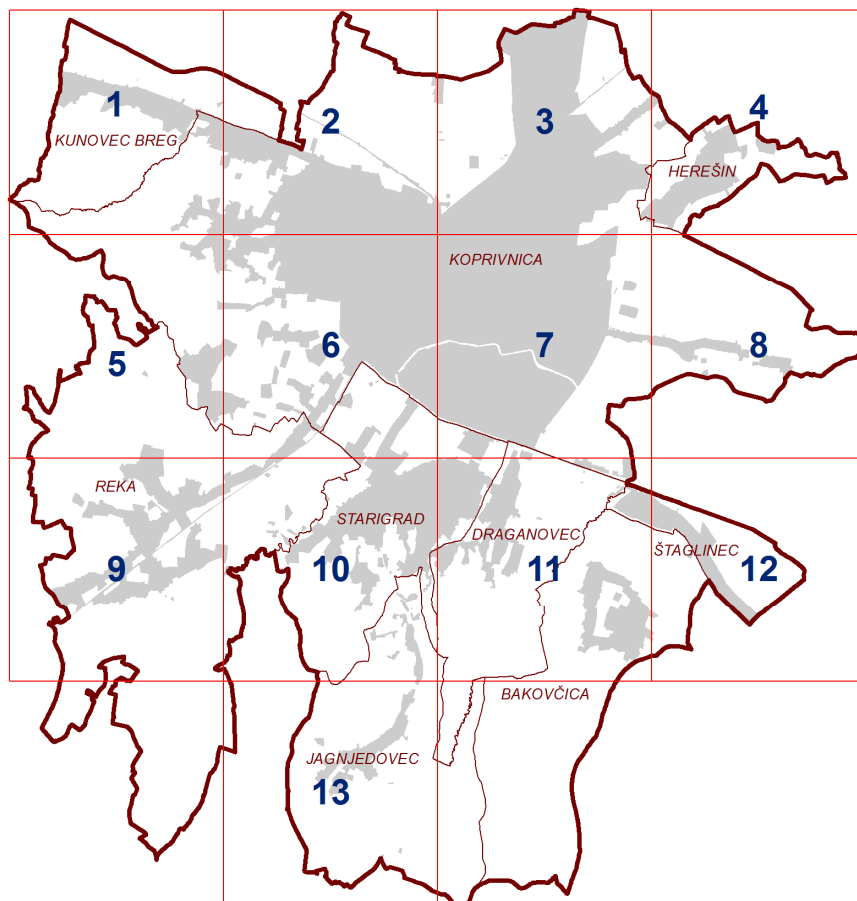 1
2
3
4
KUNOVEC BREG
HEREŠIN
KOPRIVNICA
5
6
7
8
REKA
STARIGRAD
DRAGANOVEC
ŠTAGLINEC
9
10
11
12
BAKOVČICA
JAGNJEDOVEC
13